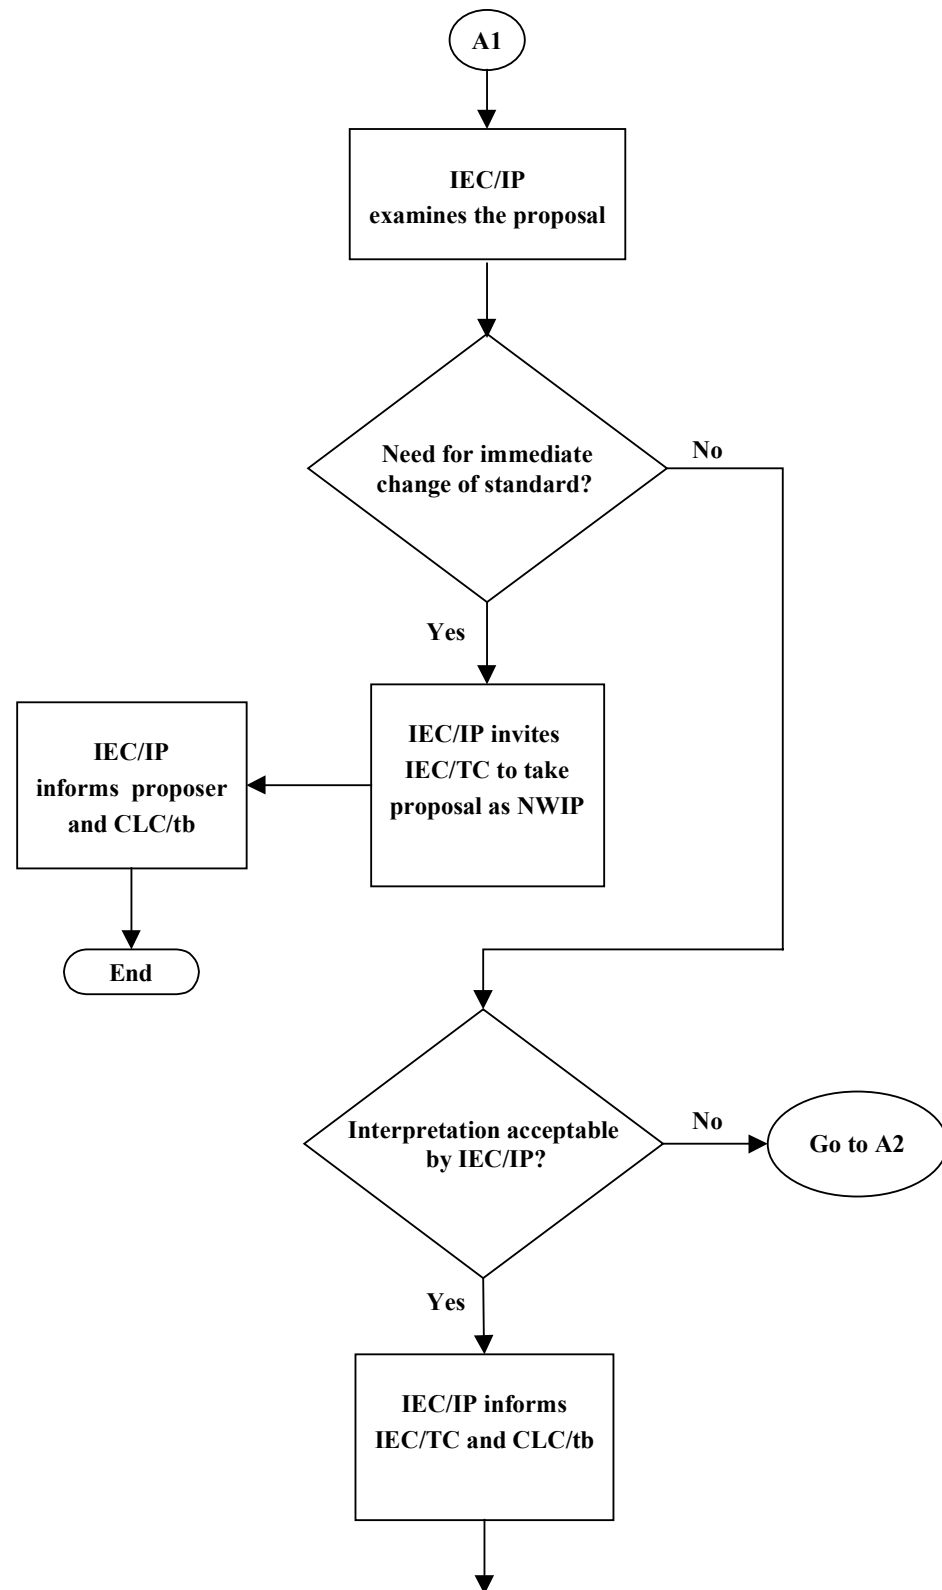 A1
IEC/IP
examines the proposal
Need for immediate
change of standard?
No
Yes
IEC/IP invites
IEC/TC to take
proposal as NWIP
IEC/IP
informs proposer
and CLC/tb
End
Interpretation acceptable
by IEC/IP?
No
Go to A2
Yes
IEC/IP informs
IEC/TC and CLC/tb